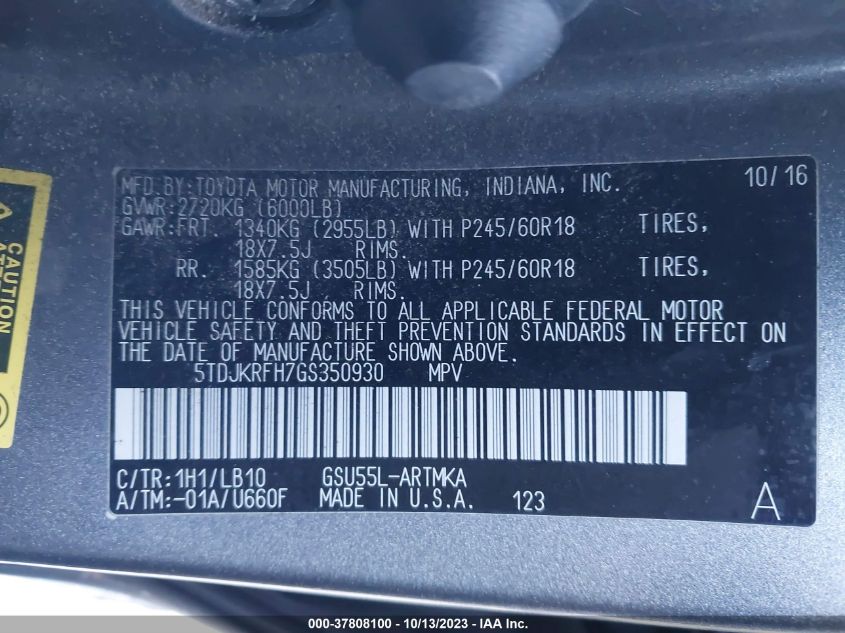 MFD.BY:TOYOTA MOTOR MANUFACTURING, INDIANA, INC. 10/16
GVWR:2720KG (6000LB)
GAWR:FRT. 1340KG (2955LB) WITH P245/60R18 TIRES,
18X7.5J RIMS.
RR. 1585KG (3505LB) WITH P245/60R18 TIRES,
18X7.5J RIMS.
THIS VEHICLE CONFORMS TO ALL APPLICABLE FEDERAL MOTOR
VEHICLE SAFETY AND THEFT PREVENTION STANDARDS IN EFFECT ON
THE DATE OF MANUFACTURE SHOWN ABOVE.
5TDJKRFH7GS350930 MPV
C/TR:1H1/LB10 GSU55L-ARTMKA
A/TM:-01A/U660F MADE IN U.S.A. 123 A
CAUTION
000-37808100 - 10/13/2023 - IAA Inc.